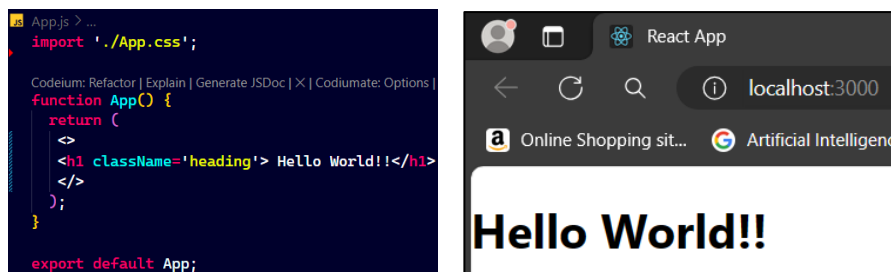 JS App.js > ...
import './App.css';
Codeium: Refactor | Explain | Generate JSDoc | X | Codiumate: Options |
function App() {
return (
<>
<h1 className='heading'> Hello World!!</h1>
</>
);
}
export default App;
React App
localhost:3000
a Online Shopping sit... G Artificial Intelligenc
Hello World!!